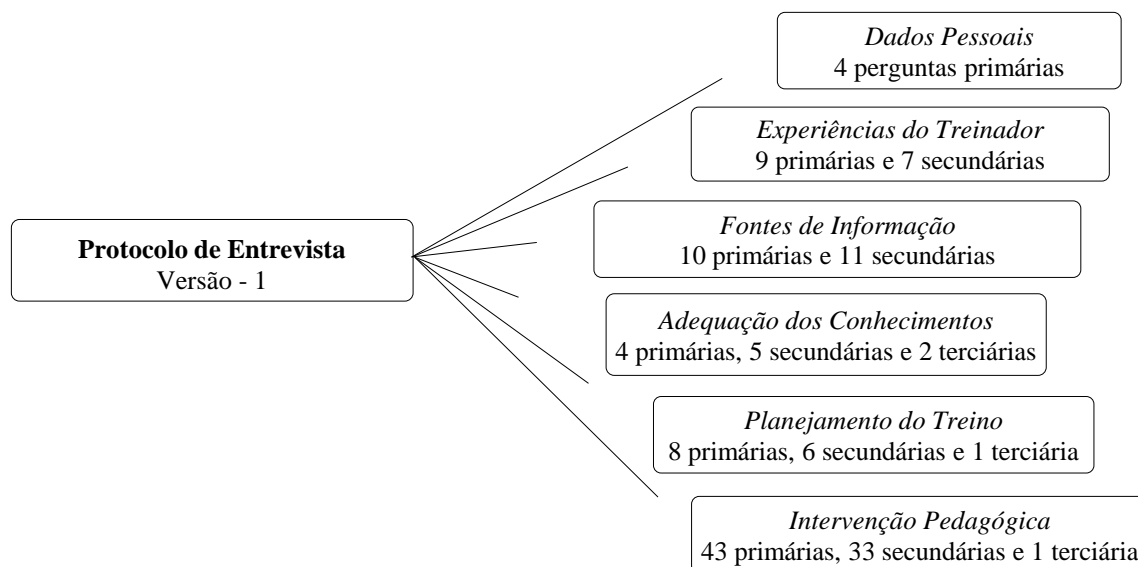 Dados Pessoais
4 perguntas primárias
Experiências do Treinador
9 primárias e 7 secundárias
Protocolo de Entrevista
Versão - 1
Fontes de Informação
10 primárias e 11 secundárias
Adequação dos Conhecimentos
4 primárias, 5 secundárias e 2 terciárias
Planejamento do Treino
8 primárias, 6 secundárias e 1 terciária
Intervenção Pedagógica
43 primárias, 33 secundárias e 1 terciária